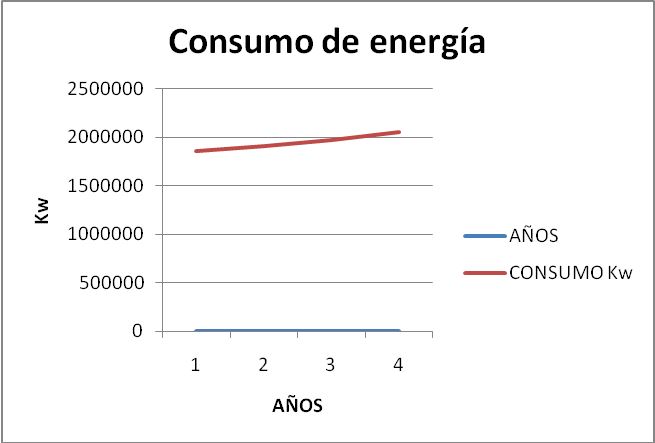 Consumo de energía
2500000
2000000
1500000
1000000
500000
0
Kw
1 2 3 4
AÑOS
AÑOS
CONSUMO Kw